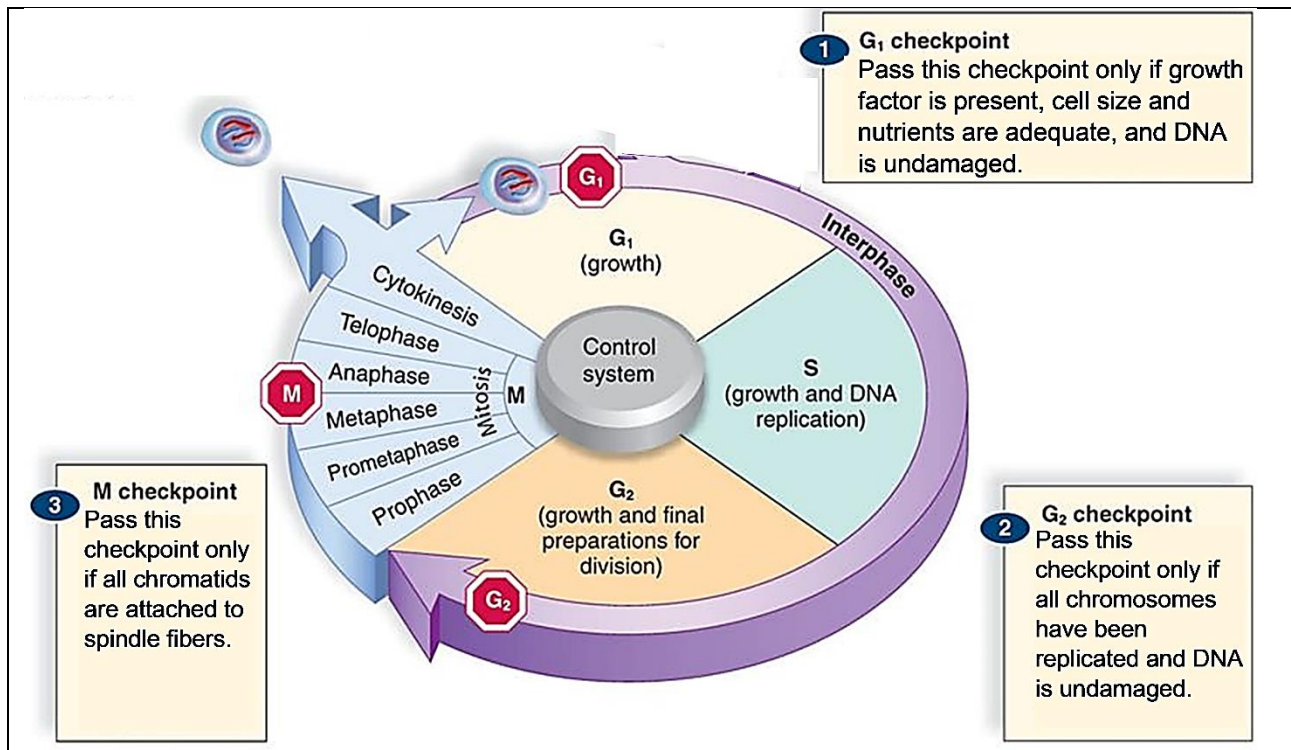 1
G₁ checkpoint
Pass this checkpoint only if growth
factor is present, cell size and
nutrients are adequate, and DNA
is undamaged.
G₁
Interphase
G₁
(growth)
Cytokinesis
Telophase
Anaphase
Metaphase
Prometaphase
Prophase
Mitosis
M
M
Control
system
S
(growth and DNA
replication)
G₂
(growth and final
preparations for
division)
G₂
3
M checkpoint
Pass this
checkpoint only
if all chromatids
are attached to
spindle fibers.
2
G₂ checkpoint
Pass this
checkpoint only if
all chromosomes
have been
replicated and DNA
is undamaged.